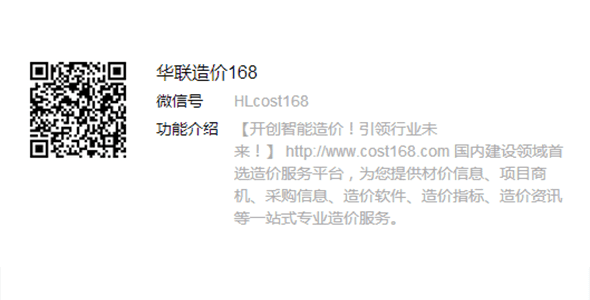 华联造价168
微信号 HLcost168
功能介绍 【开创智能造价！引领行业未
来！】 http://www.cost168.com 国内建设领域首
选造价服务平台，为您提供材价信息、项目商
机、采购信息、造价软件、造价指标、造价资讯
等一站式专业造价服务。